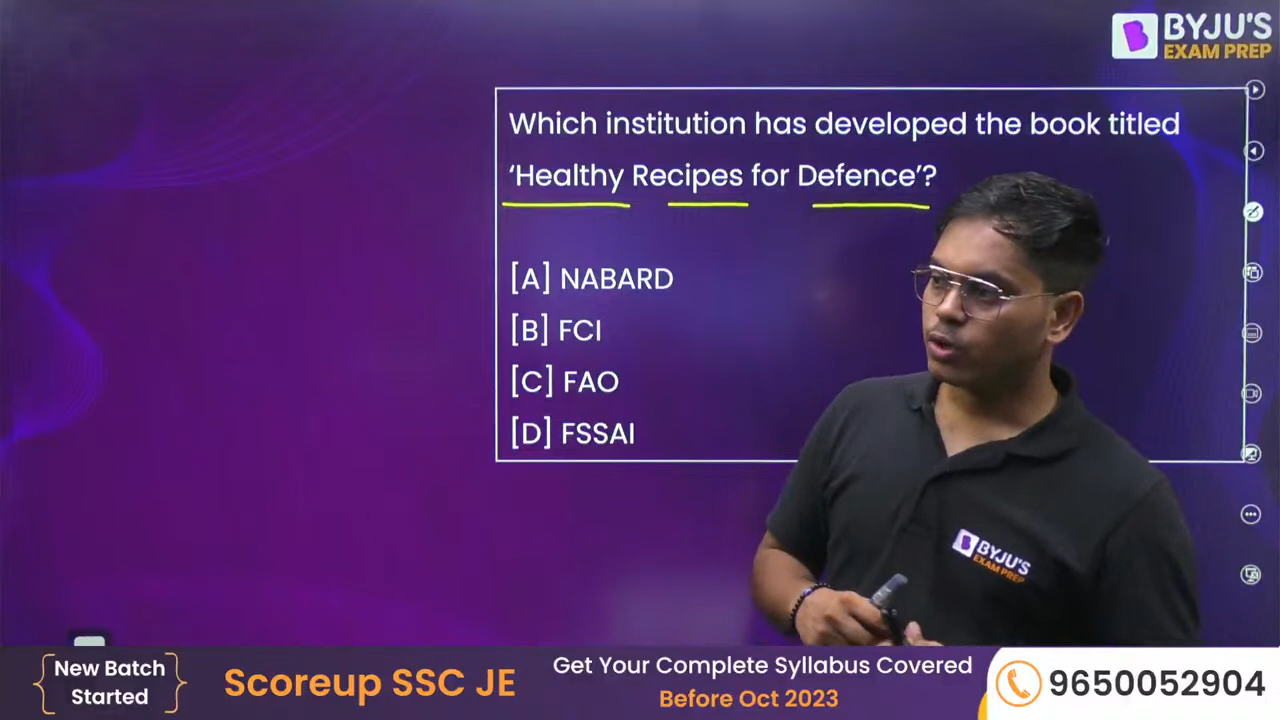 BYJU'S
EXAM PREP
Which institution has developed the book titled
‘Healthy Recipes for Defence’?
[A] NABARD
[B] FCI
[C] FAO
[D] FSSAI
BYJU'S
EXAM PREP
New Batch
Started
Scoreup SSC JE
Get Your Complete Syllabus Covered
Before Oct 2023
9650052904